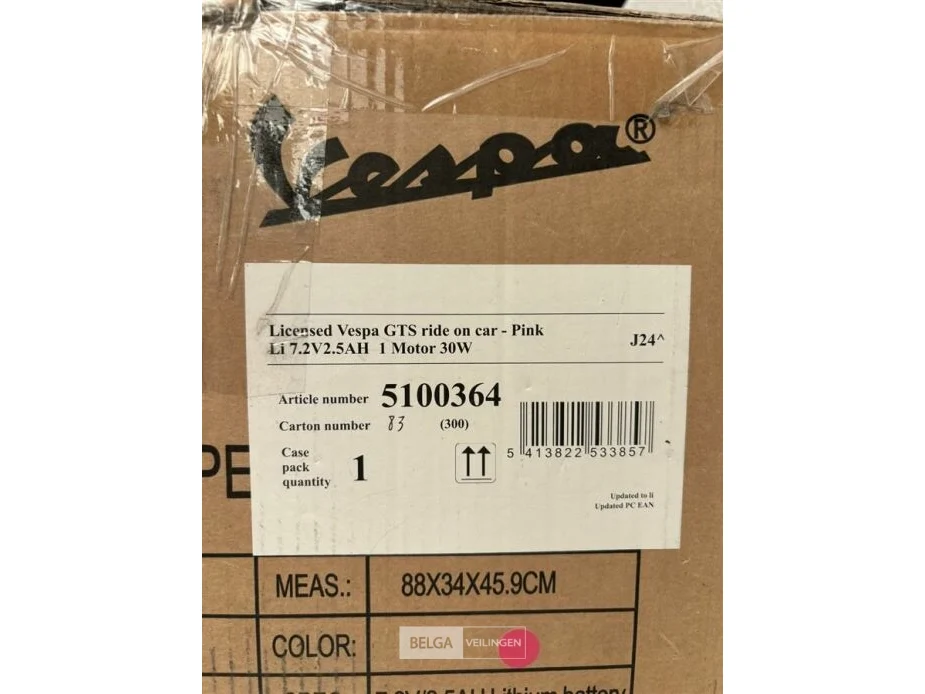 Vespa®
Licensed Vespa GTS ride on car - Pink
Li 7.2V2.5AH 1 Motor 30W
J24^
Article number 5100364
Carton number 83 (300)
5 413822 533857
Case
pack
quantity 1
Updated to li
Updated PC EAN
PE
MEAS.: 88X34X45.9CM
COLOR:
BELGA VEILINGEN